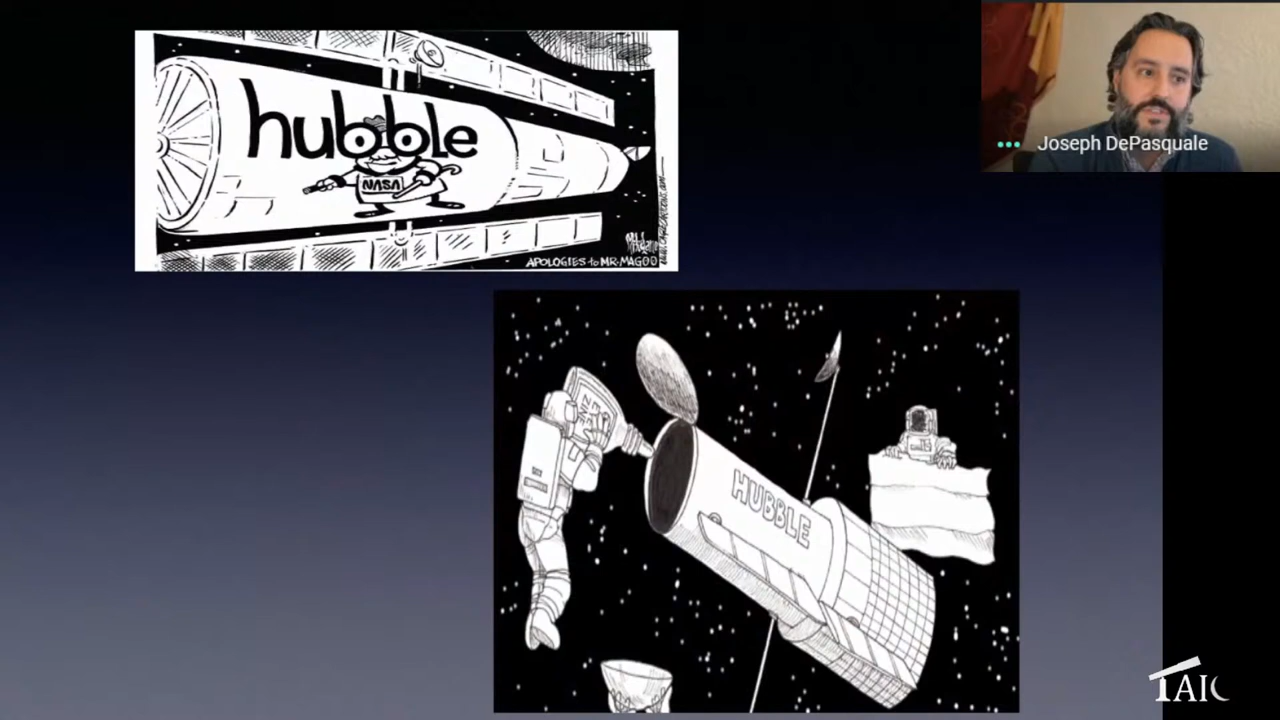 hubble
NASA
APOLOGIES to MR. MAGOO
Joseph DePasquale
HUBBLE
TAIC